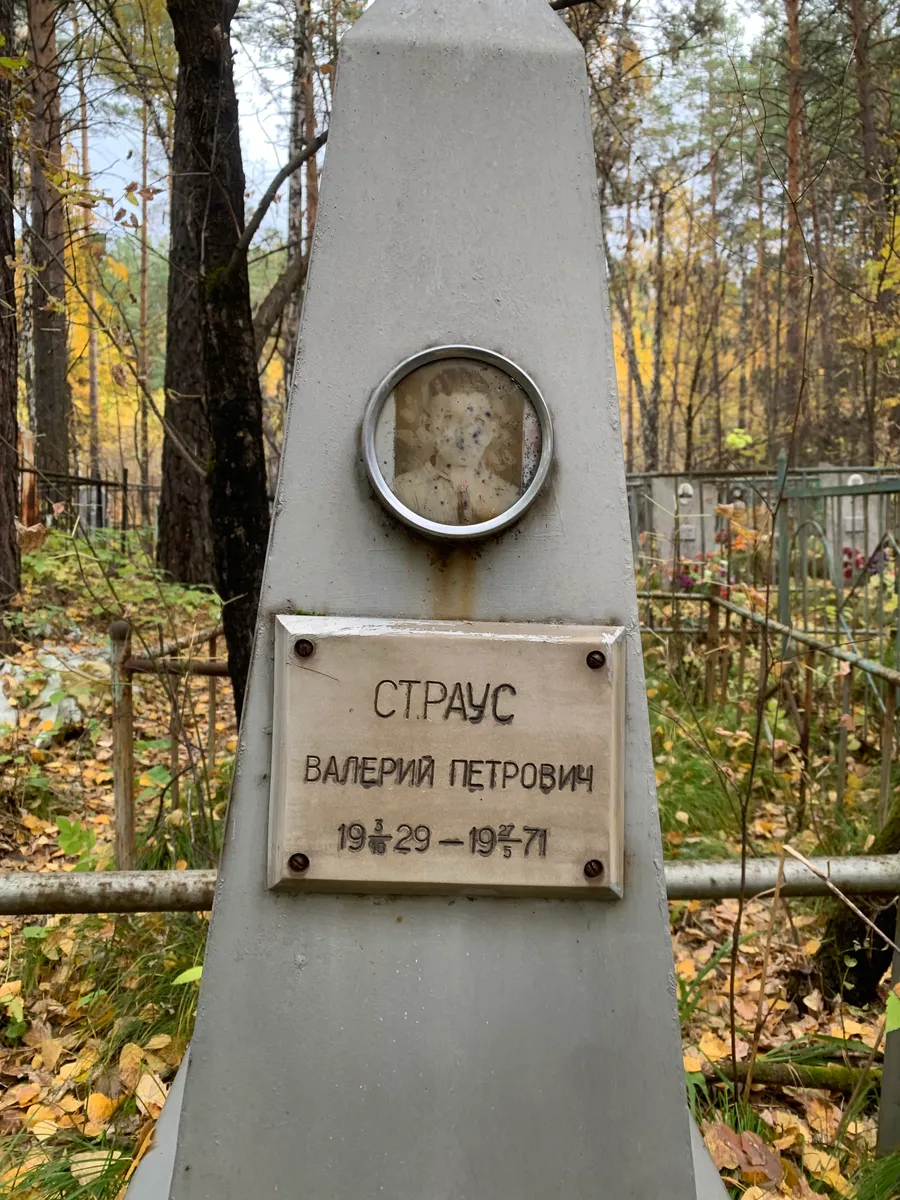 СТРАУС
ВАЛЕРИЙ ПЕТРОВИЧ
19 3/10 29 — 19 27/5 71